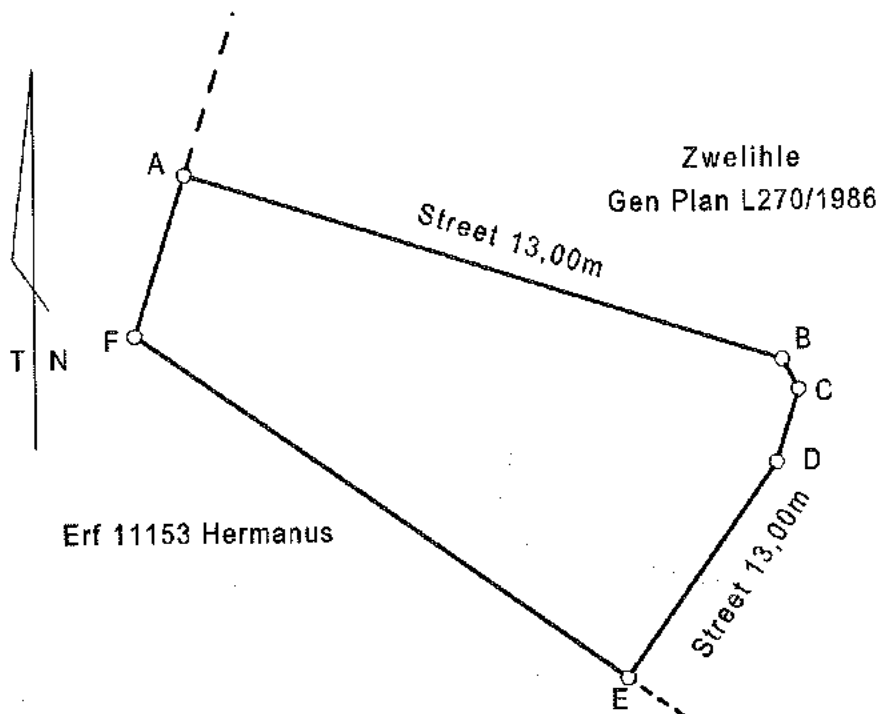 A
Zwelihle
Gen Plan L270/1986
Street 13,00m
B
F
T N
C
D
Erf 11153 Hermanus
Street 13,00m
E